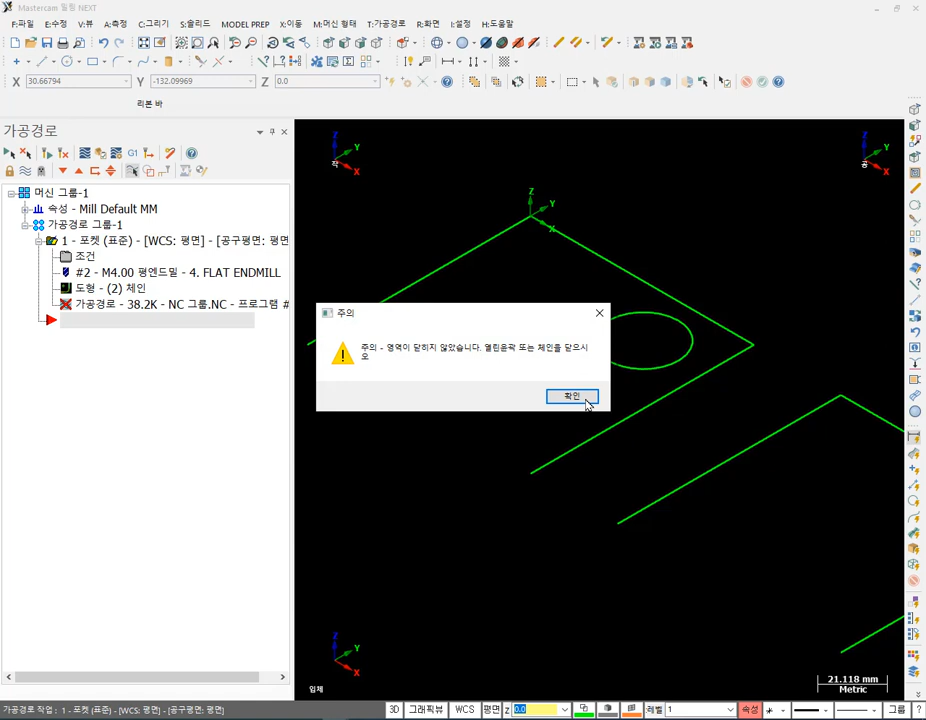 Mastercam 밀링 NEXT
F:파일 E:수정 V:뷰 A:측정 C:그리기 S:솔리드 MODEL PREP X:이동 M:머신 형태 T:가공경로 R:화면 I:설정 H:도움말
X 30.66794 Y -132.09969 Z 0.0
리본 바
가공경로
G1
머신 그룹-1
속성 - Mill Default MM
가공경로 그룹-1
1 - 포켓 (표준) - [WCS: 평면] - [공구평면: 평
조건
#2 - M4.00 평엔드밀 - 4. FLAT ENDMILL
도형 - (2) 체인
가공경로 - 38.2K - NC 그룹.NC - 프로그램 #
Z
Y
X
Z
Y
X
Z
Y
X
주의
주의 - 영역이 닫히지 않았습니다. 열린윤곽 또는 체인을 닫으시
오
확인
Z
Y
X
입체
21.118 mm
Metric
가공경로 작업 : 1 - 포켓 (표준) - [WCS: 평면] - [공구평면: 평면]
3D 그래픽뷰 WCS 평면 Z 0.0 레벨 1 속성 그룹 ?